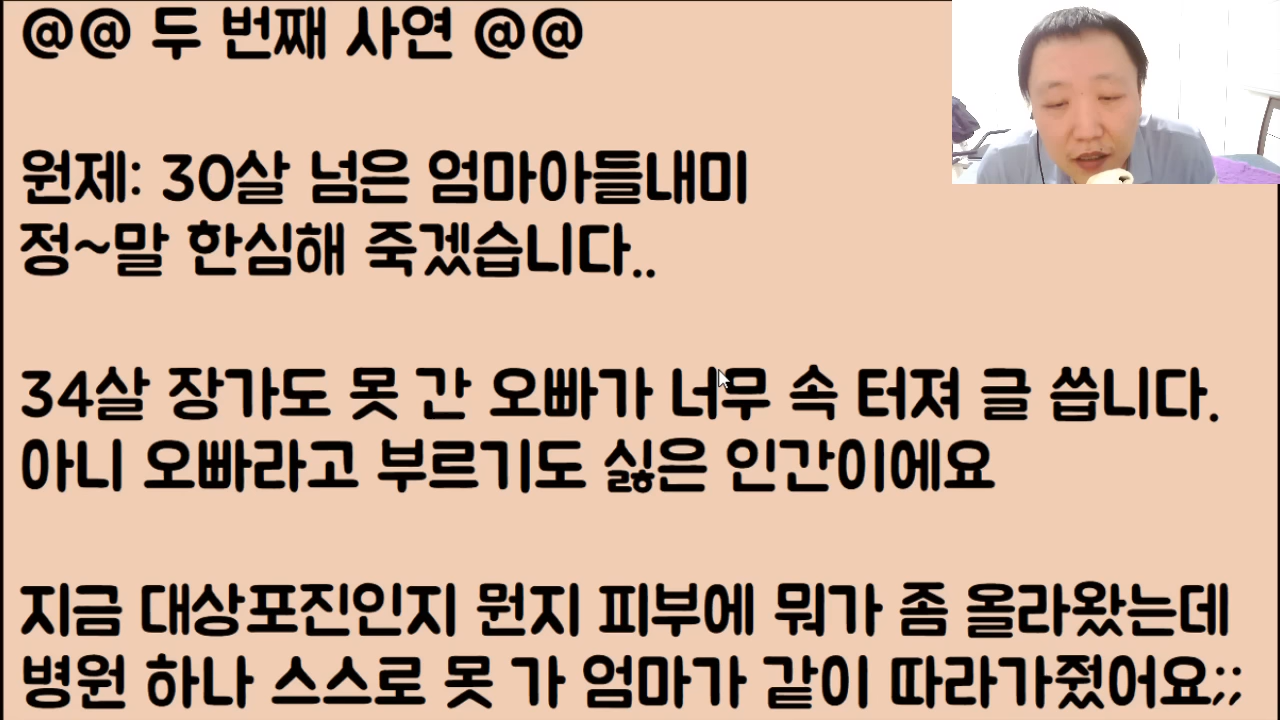 @@ 두 번째 사연 @@
원제: 30살 넘은 엄마아들내미
정~말 한심해 죽겠습니다..
34살 장가도 못 간 오빠가 너무 속 터져 글 씁니다.
아니 오빠라고 부르기도 싫은 인간이에요
지금 대상포진인지 뭔지 피부에 뭐가 좀 올라왔는데
병원 하나 스스로 못 가 엄마가 같이 따라가줬어요;;